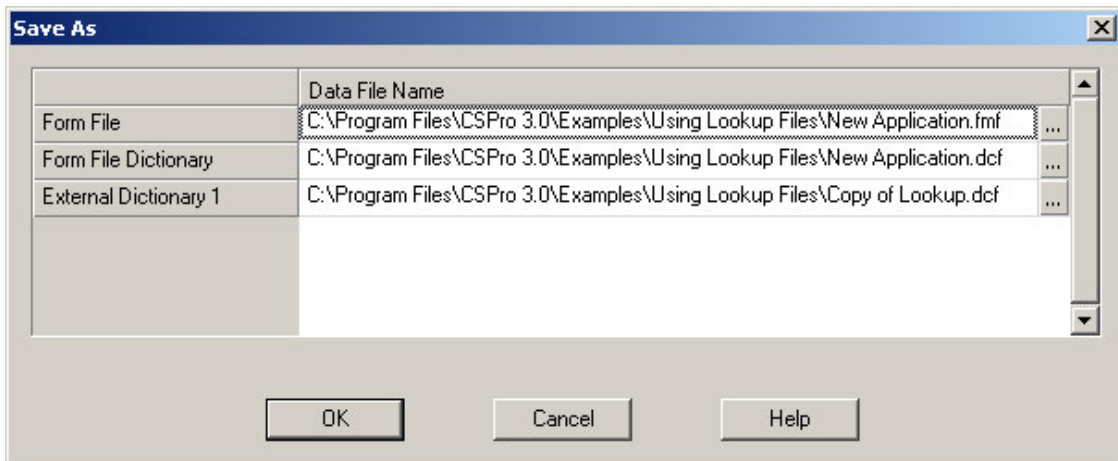 Save As
Data File Name
Form File C:\Program Files\CSPro 3.0\Examples\Using Lookup Files\New Application.fmf ...
Form File Dictionary C:\Program Files\CSPro 3.0\Examples\Using Lookup Files\New Application.dcf ...
External Dictionary 1 C:\Program Files\CSPro 3.0\Examples\Using Lookup Files\Copy of Lookup.dcf ...
OK Cancel Help